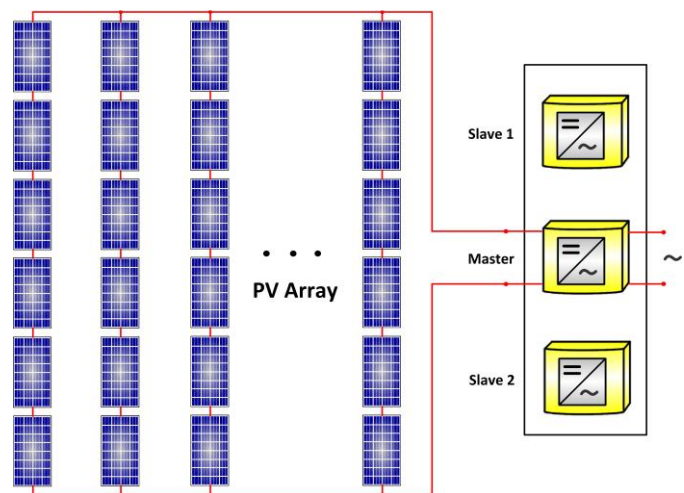 Slave 1
Master
~
• • •
PV Array
Slave 2